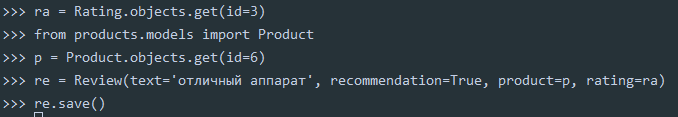 >>> ra = Rating.objects.get(id=3)
>>> from products.models import Product
>>> p = Product.objects.get(id=6)
>>> re = Review(text='отличный аппарат', recommendation=True, product=p, rating=ra)
>>> re.save()